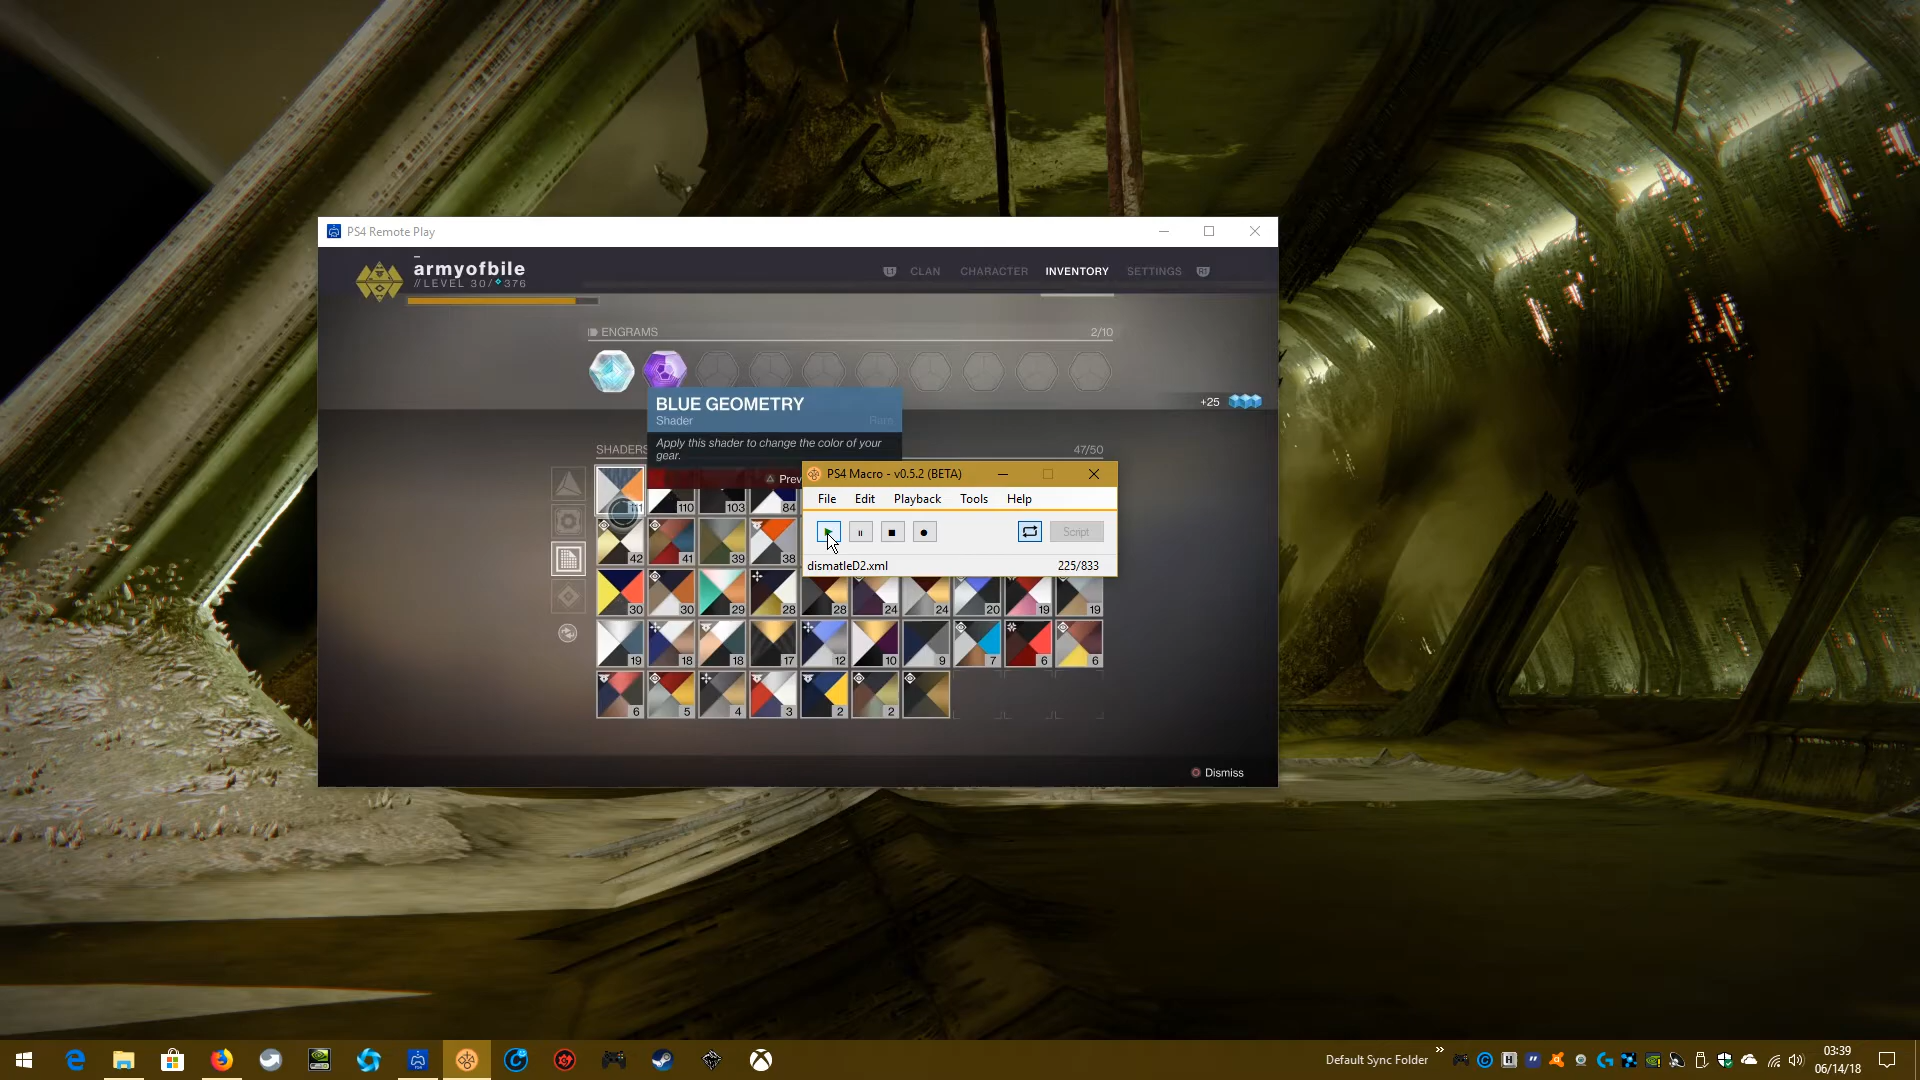 PS4 Remote Play
armyofbile
//LEVEL 30/ 376
L1 CLAN CHARACTER INVENTORY SETTINGS R1
ENGRAMS 2/10
BLUE GEOMETRY
Shader Rare
+25
Apply this shader to change the color of your
gear.
SHADERS 47/50
PS4 Macro - v0.5.2 (BETA)
Prev
File Edit Playback Tools Help
111 110 103 84
Script
42 41 39 38
dismatleD2.xml 225/833
30 30 29 28 28 24 24 20 19 19
19 18 18 17 12 10 9 7 6 6
6 5 4 3 2 2
Dismiss
Default Sync Folder
03:39
06/14/18